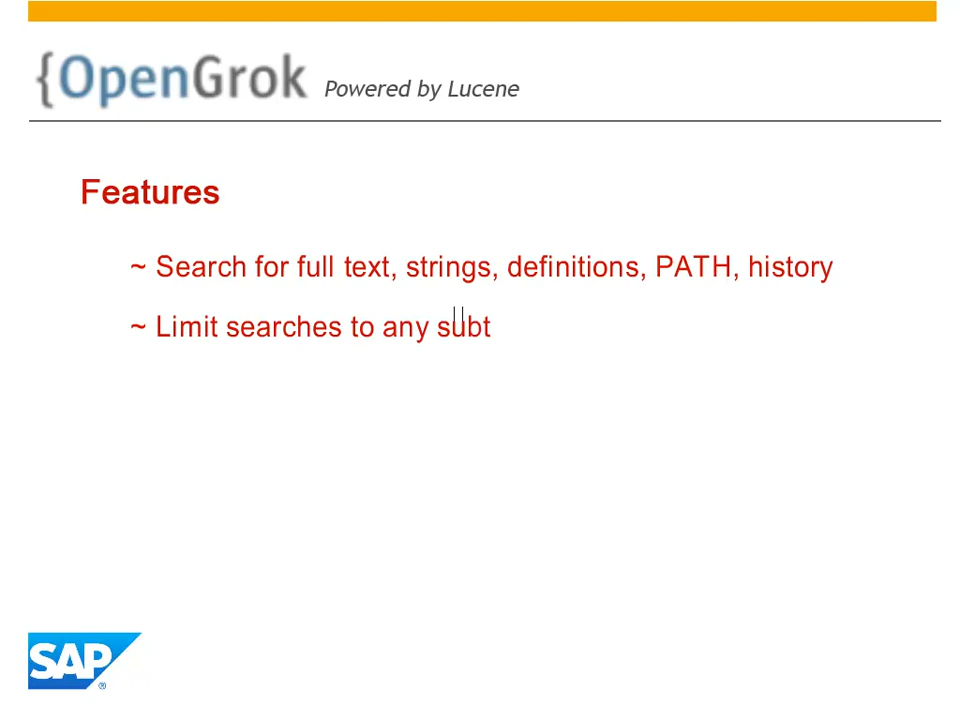 {OpenGrok Powered by Lucene
Features
~ Search for full text, strings, definitions, PATH, history
~ Limit searches to any subt
SAP ®